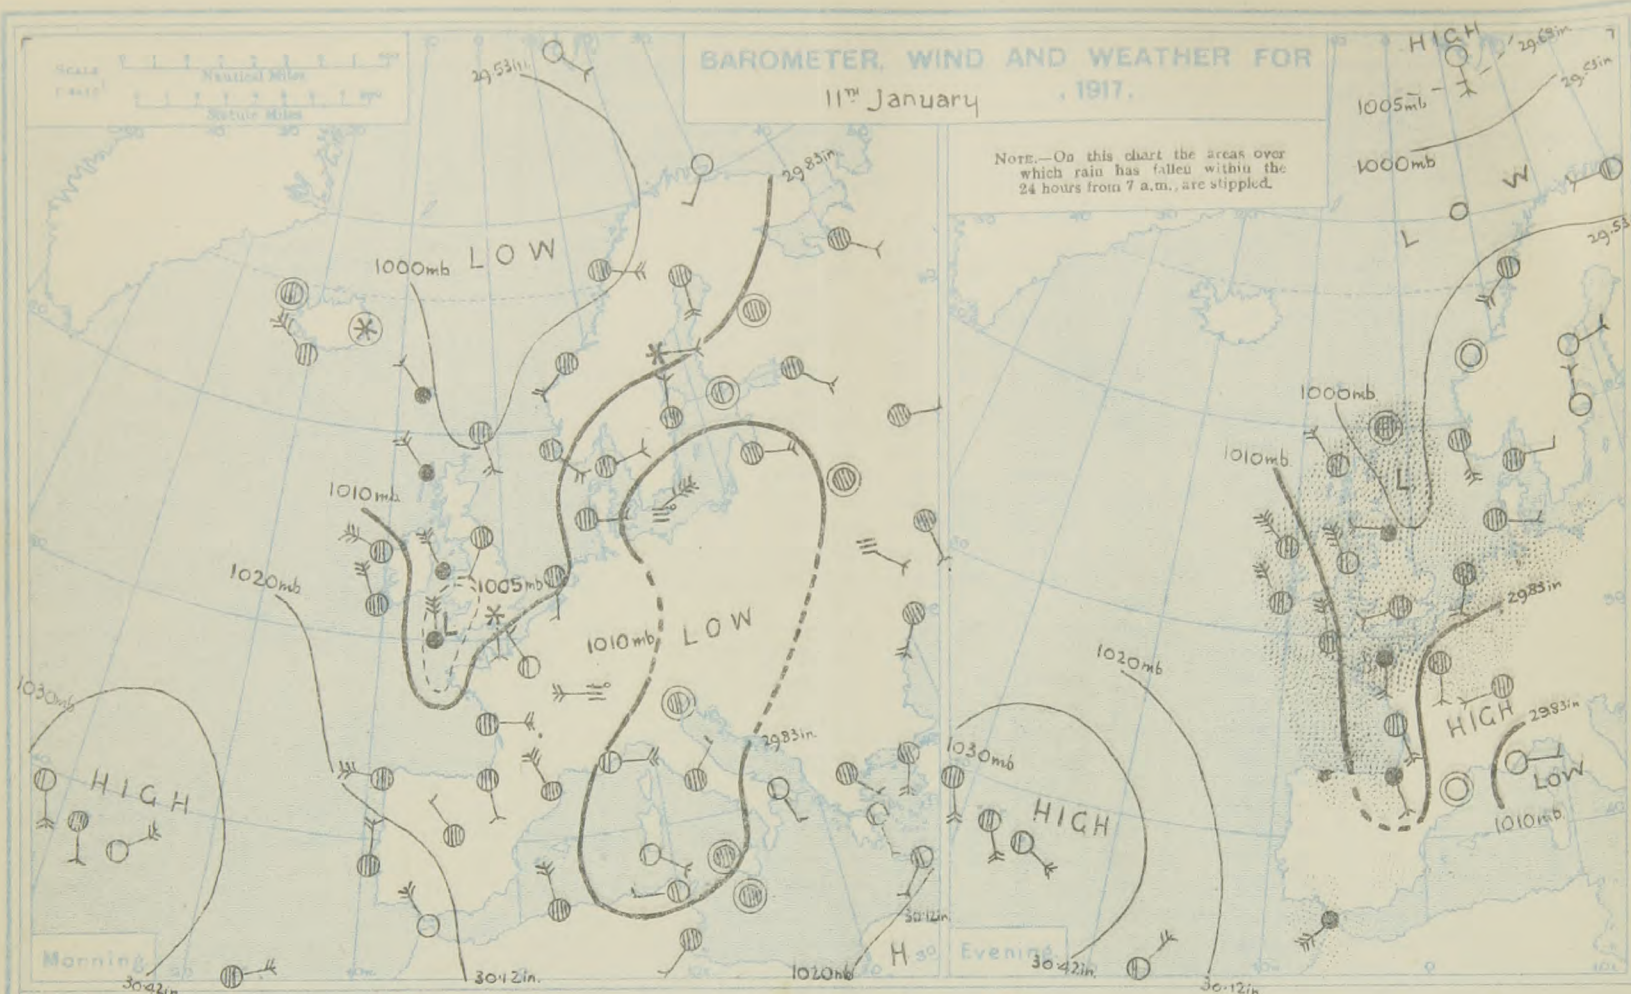 SCALE
Nautical Miles
Statute Miles
BAROMETER, WIND AND WEATHER FOR
11TH January , 1917.
NOTE.—On this chart the areas over
which rain has fallen within the
24 hours from 7 a.m., are stippled.
29.53in.
29.83in.
1000mb
LOW
1010mb
1020mb
1005mb
L
1010mb
LOW
1030mb
29.83in.
HIGH
30.12in.
H
Morning
30.42in.
30.12in.
1020mb
HIGH
29.68in
29.53in
1005mb
1000mb
L
W
29.53
1000mb
1010mb
L
29.83in
1020mb
HIGH
29.83in
1030mb
LOW
HIGH
1010mb
Evening
30.42in.
30.12in.